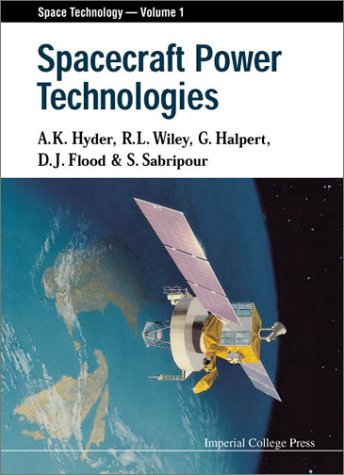 Space Technology — Volume 1
Spacecraft Power
Technologies
A.K. Hyder, R.L. Wiley, G. Halpert,
D.J. Flood & S. Sabripour
Imperial College Press